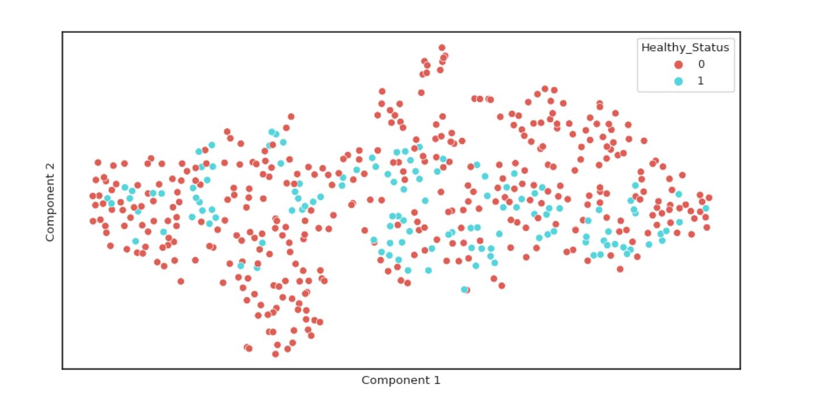 Healthy_Status
0
1
Component 2
Component 1